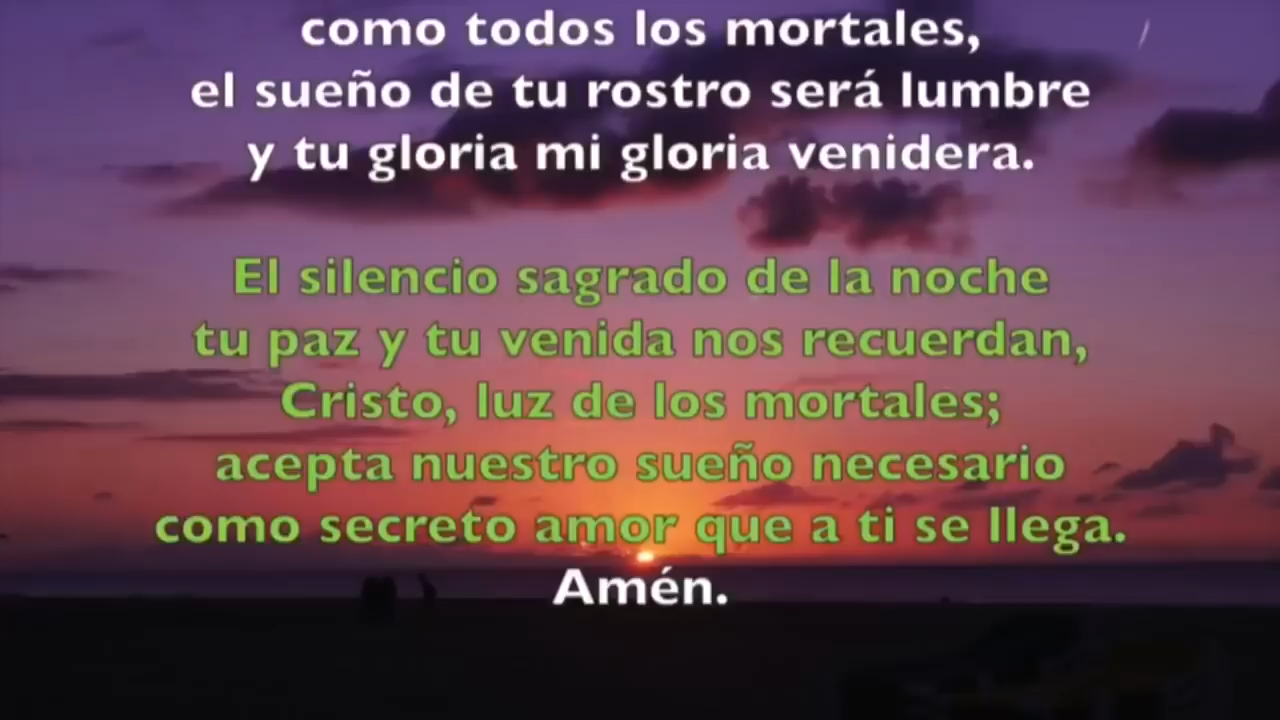 como todos los mortales,
el sueño de tu rostro será lumbre
y tu gloria mi gloria venidera.
El silencio sagrado de la noche
tu paz y tu venida nos recuerdan,
Cristo, luz de los mortales;
acepta nuestro sueño necesario
como secreto amor que a ti se llega.
Amén.